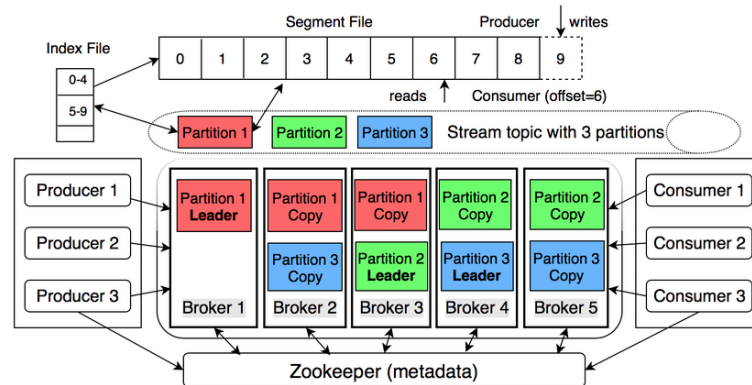 Segment File
Producer
writes
Index File
0 1 2 3 4 5 6 7 8 9
0-4
5-9
reads
Consumer (offset=6)
Partition 1
Partition 2
Partition 3
Stream topic with 3 partitions
Producer 1
Producer 2
Producer 3
Partition 1
Leader
Broker 1
Partition 1
Copy
Partition 3
Copy
Broker 2
Partition 1
Copy
Partition 2
Leader
Broker 3
Partition 2
Copy
Partition 3
Leader
Broker 4
Partition 2
Copy
Partition 3
Copy
Broker 5
Consumer 1
Consumer 2
Consumer 3
Zookeeper (metadata)